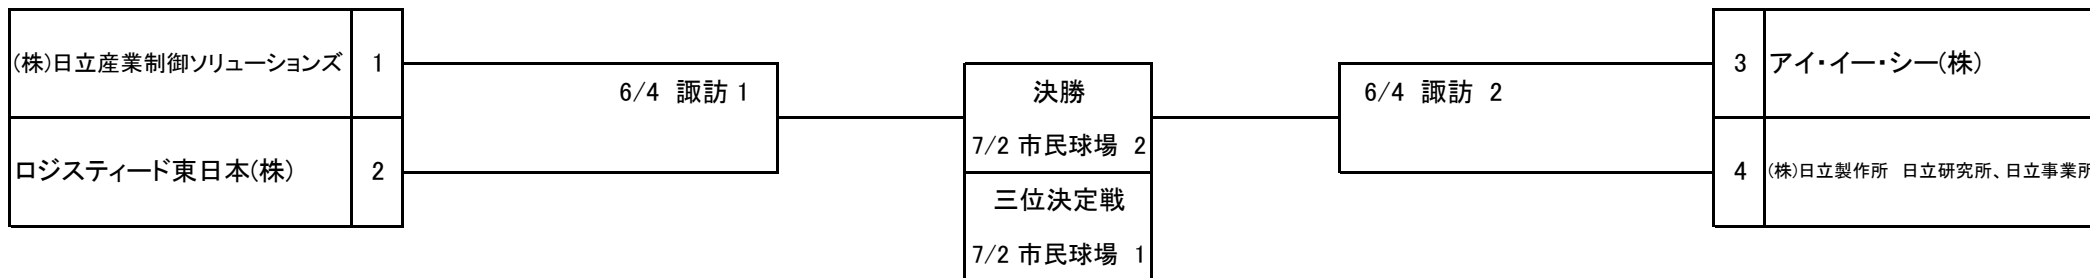 (株)日立産業制御ソリューションズ 1
ロジスティード東日本(株) 2
6/4 諏訪 1
決勝
7/2 市民球場 2
三位決定戦
7/2 市民球場 1
6/4 諏訪 2
3 アイ・イー・シー(株)
4 (株)日立製作所 日立研究所、日立事業所